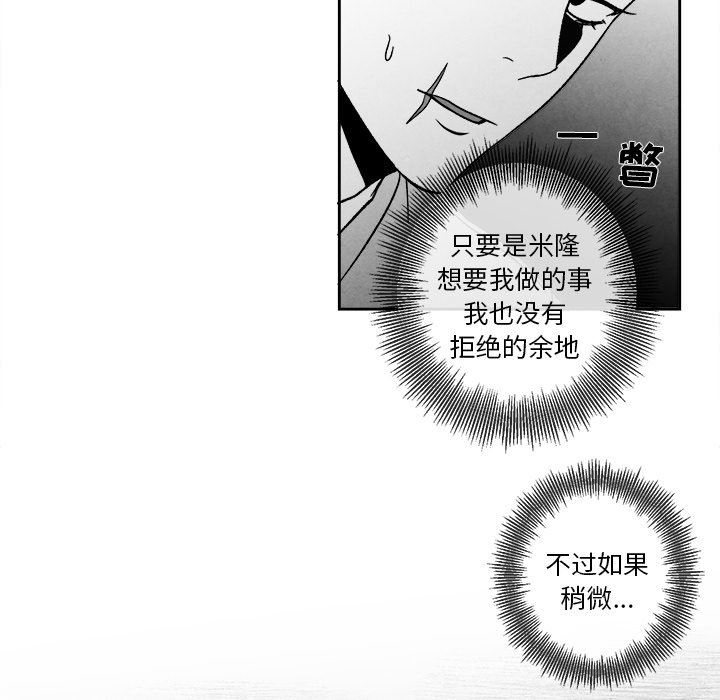 一瞥
只要是米隆
想要我做的事
我也没有
拒绝的余地
不过如果
稍微...